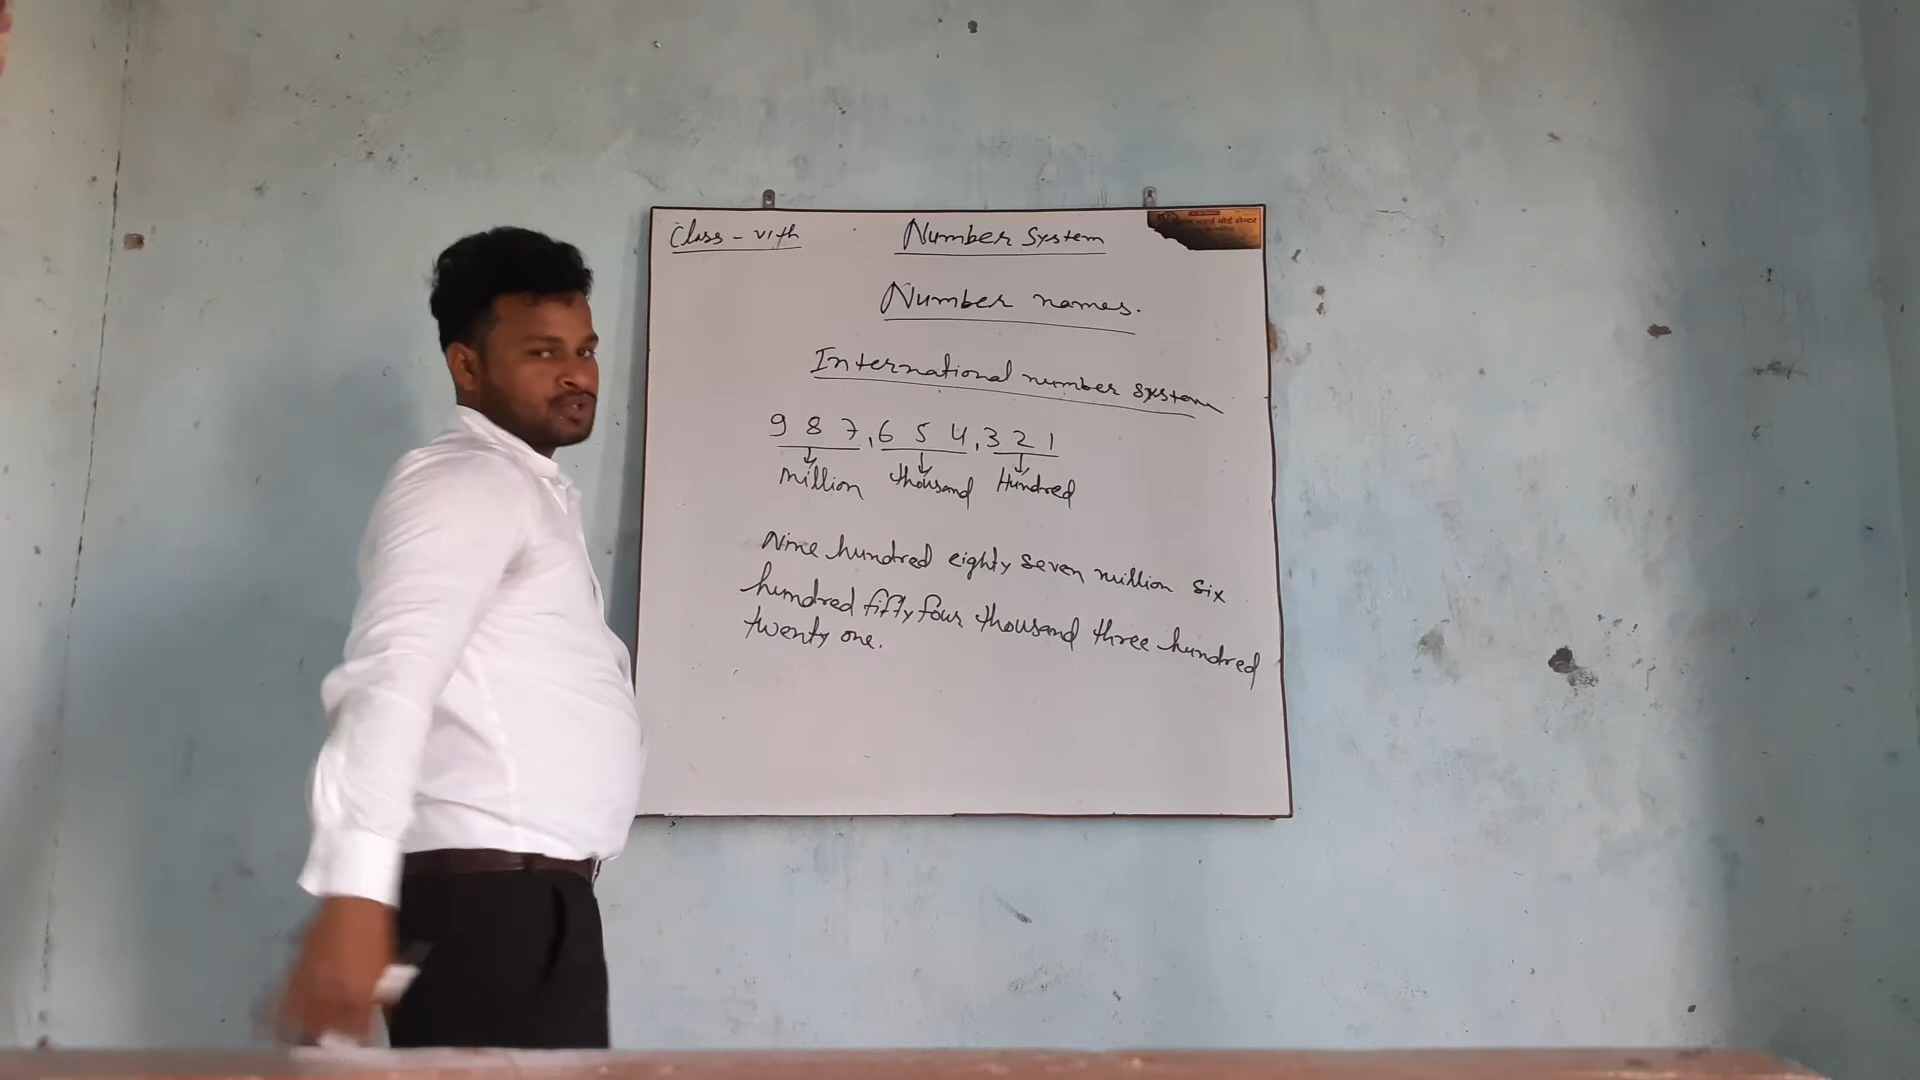 Class - VIth
Number System
Number names.
International number system
9 8 7, 6 5 4, 3 2 1
million thousand Hundred
Nine hundred eighty seven million six
hundred fifty four thousand three hundred
twenty one.